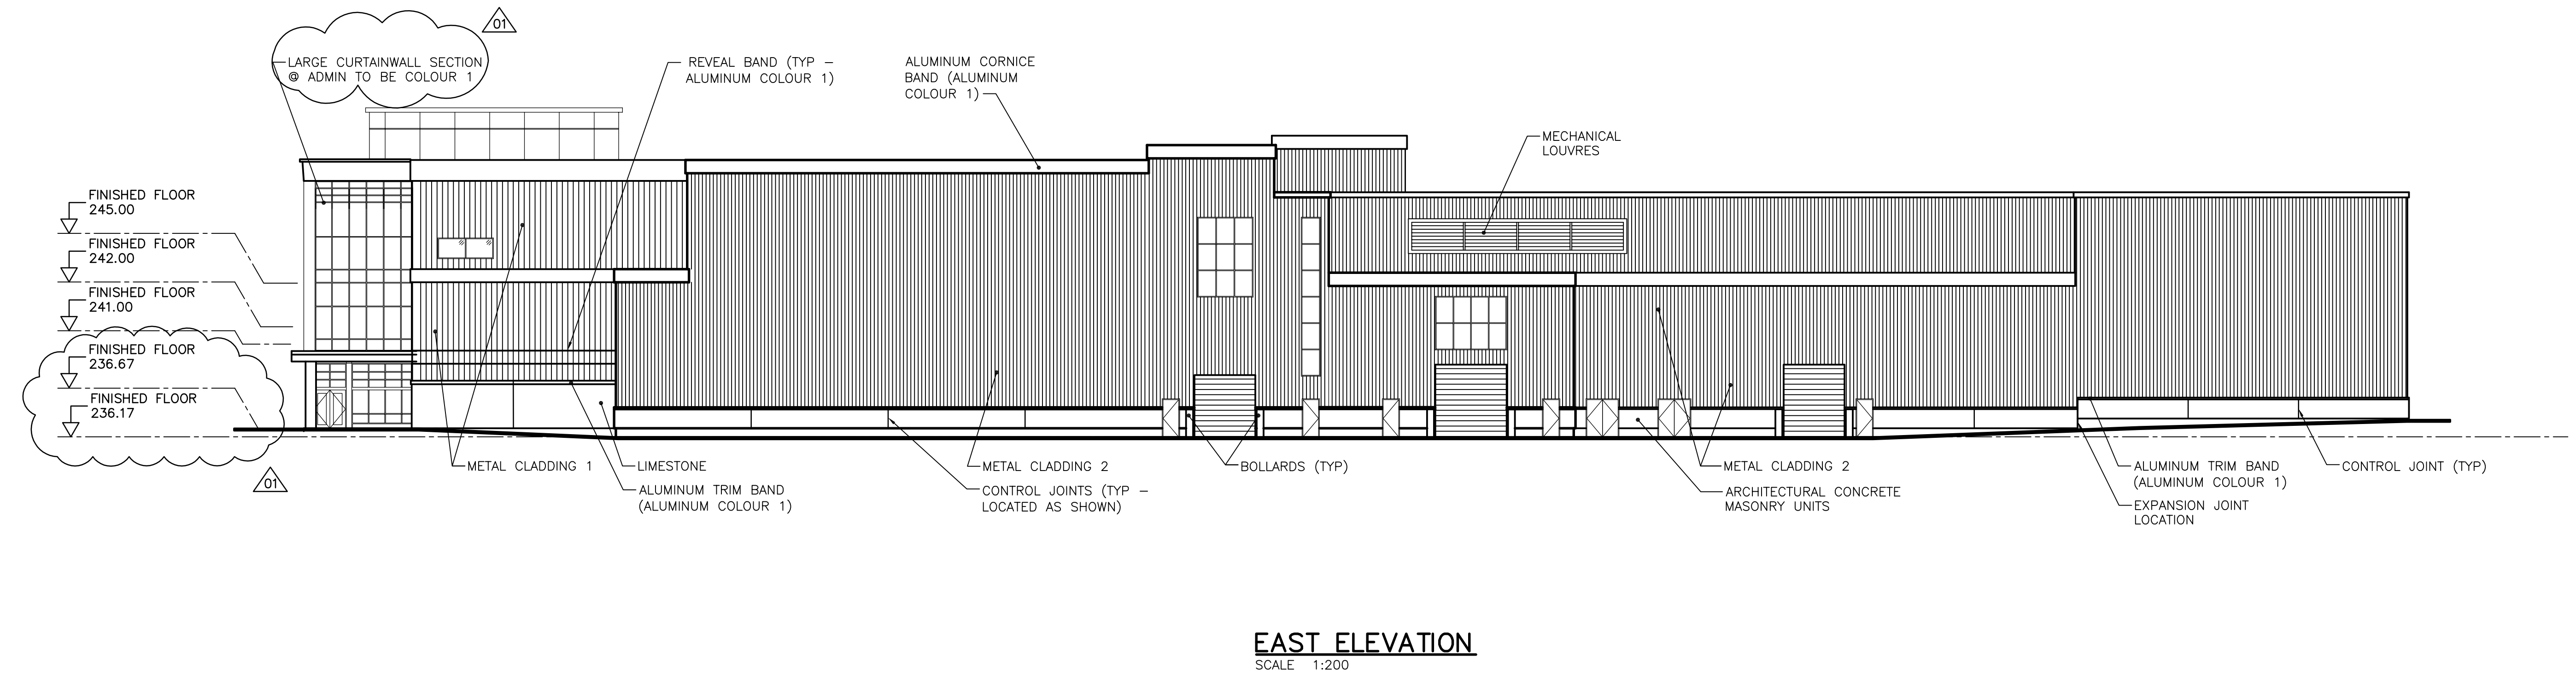 01
LARGE CURTAINWALL SECTION
@ ADMIN TO BE COLOUR 1
REVEAL BAND (TYP –
ALUMINUM COLOUR 1)
ALUMINUM CORNICE
BAND (ALUMINUM
COLOUR 1)
MECHANICAL
LOUVRES
FINISHED FLOOR
245.00
FINISHED FLOOR
242.00
FINISHED FLOOR
241.00
FINISHED FLOOR
236.67
FINISHED FLOOR
236.17
01
METAL CLADDING 1
LIMESTONE
ALUMINUM TRIM BAND
(ALUMINUM COLOUR 1)
METAL CLADDING 2
CONTROL JOINTS (TYP –
LOCATED AS SHOWN)
BOLLARDS (TYP)
METAL CLADDING 2
ARCHITECTURAL CONCRETE
MASONRY UNITS
ALUMINUM TRIM BAND
(ALUMINUM COLOUR 1)
EXPANSION JOINT
LOCATION
CONTROL JOINT (TYP)
EAST ELEVATION
SCALE 1:200